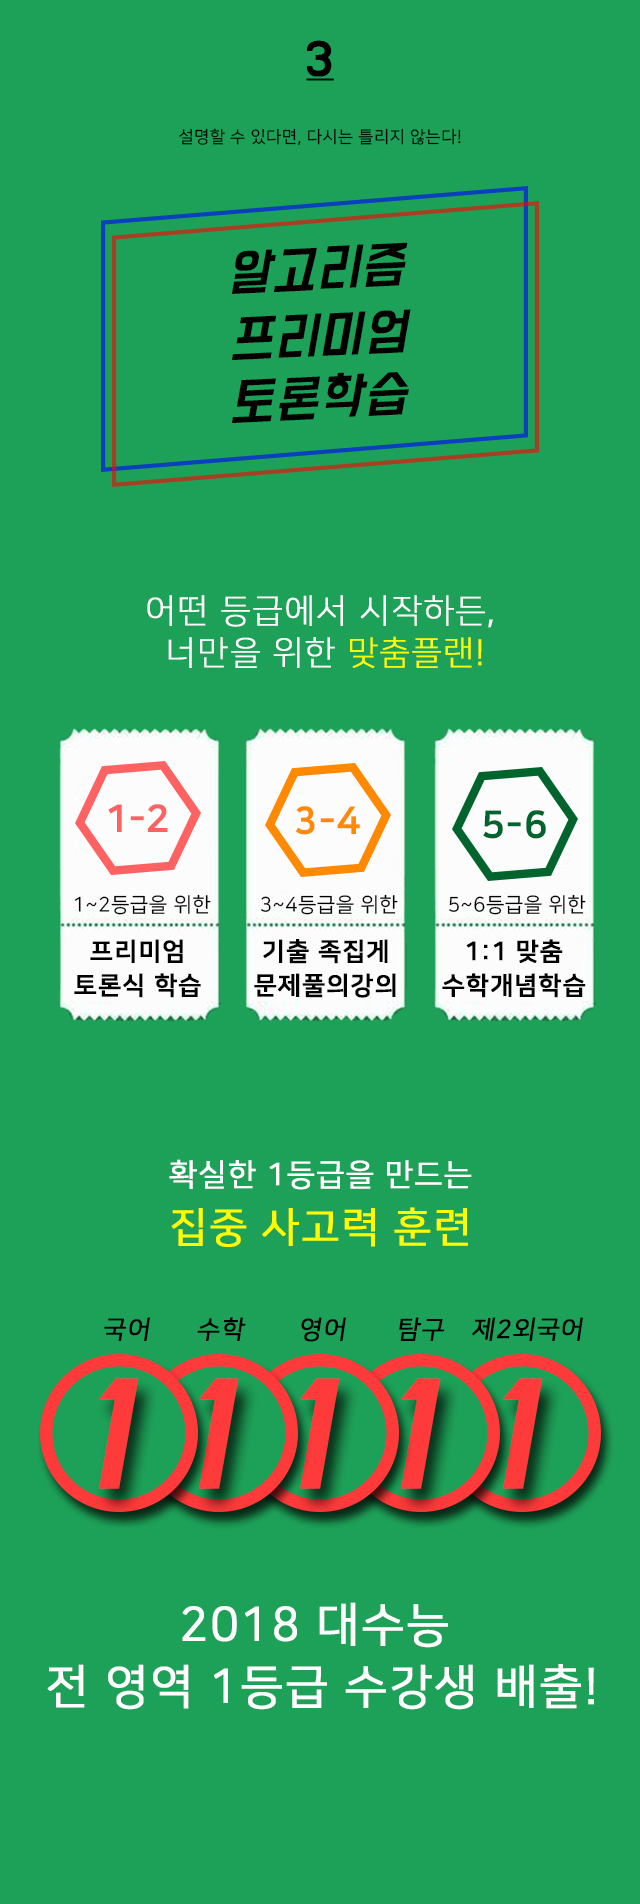 3
설명할 수 있다면, 다시는 틀리지 않는다!
알고리즘
프리미엄
토론학습
어떤 등급에서 시작하든,
너만을 위한 맞춤플랜!
1-2
1~2등급을 위한
프리미엄
토론식 학습
3-4
3~4등급을 위한
기출 족집게
문제풀의강의
5-6
5~6등급을 위한
1:1 맞춤
수학개념학습
확실한 1등급을 만드는
집중 사고력 훈련
국어 수학 영어 탐구 제2외국어
1 1 1 1 1
2018 대수능
전 영역 1등급 수강생 배출!